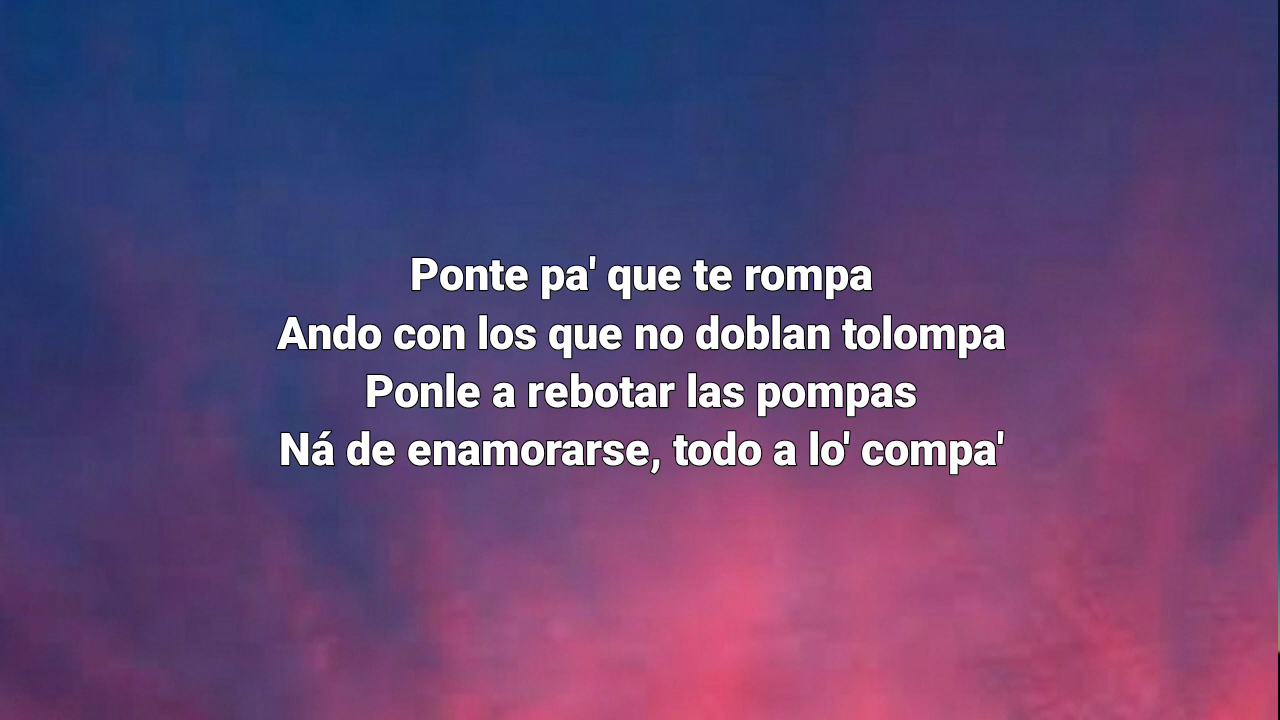 Ponte pa' que te rompa
Ando con los que no doblan tolompa
Ponle a rebotar las pompas
Ná de enamorarse, todo a lo' compa'